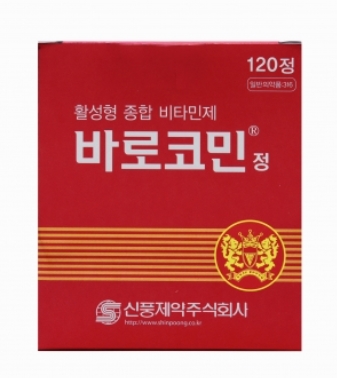 120정
일반의약품
활성형 종합 비타민제
바로코민® 정
신풍제약주식회사
http://www.shinpoong.co.kr